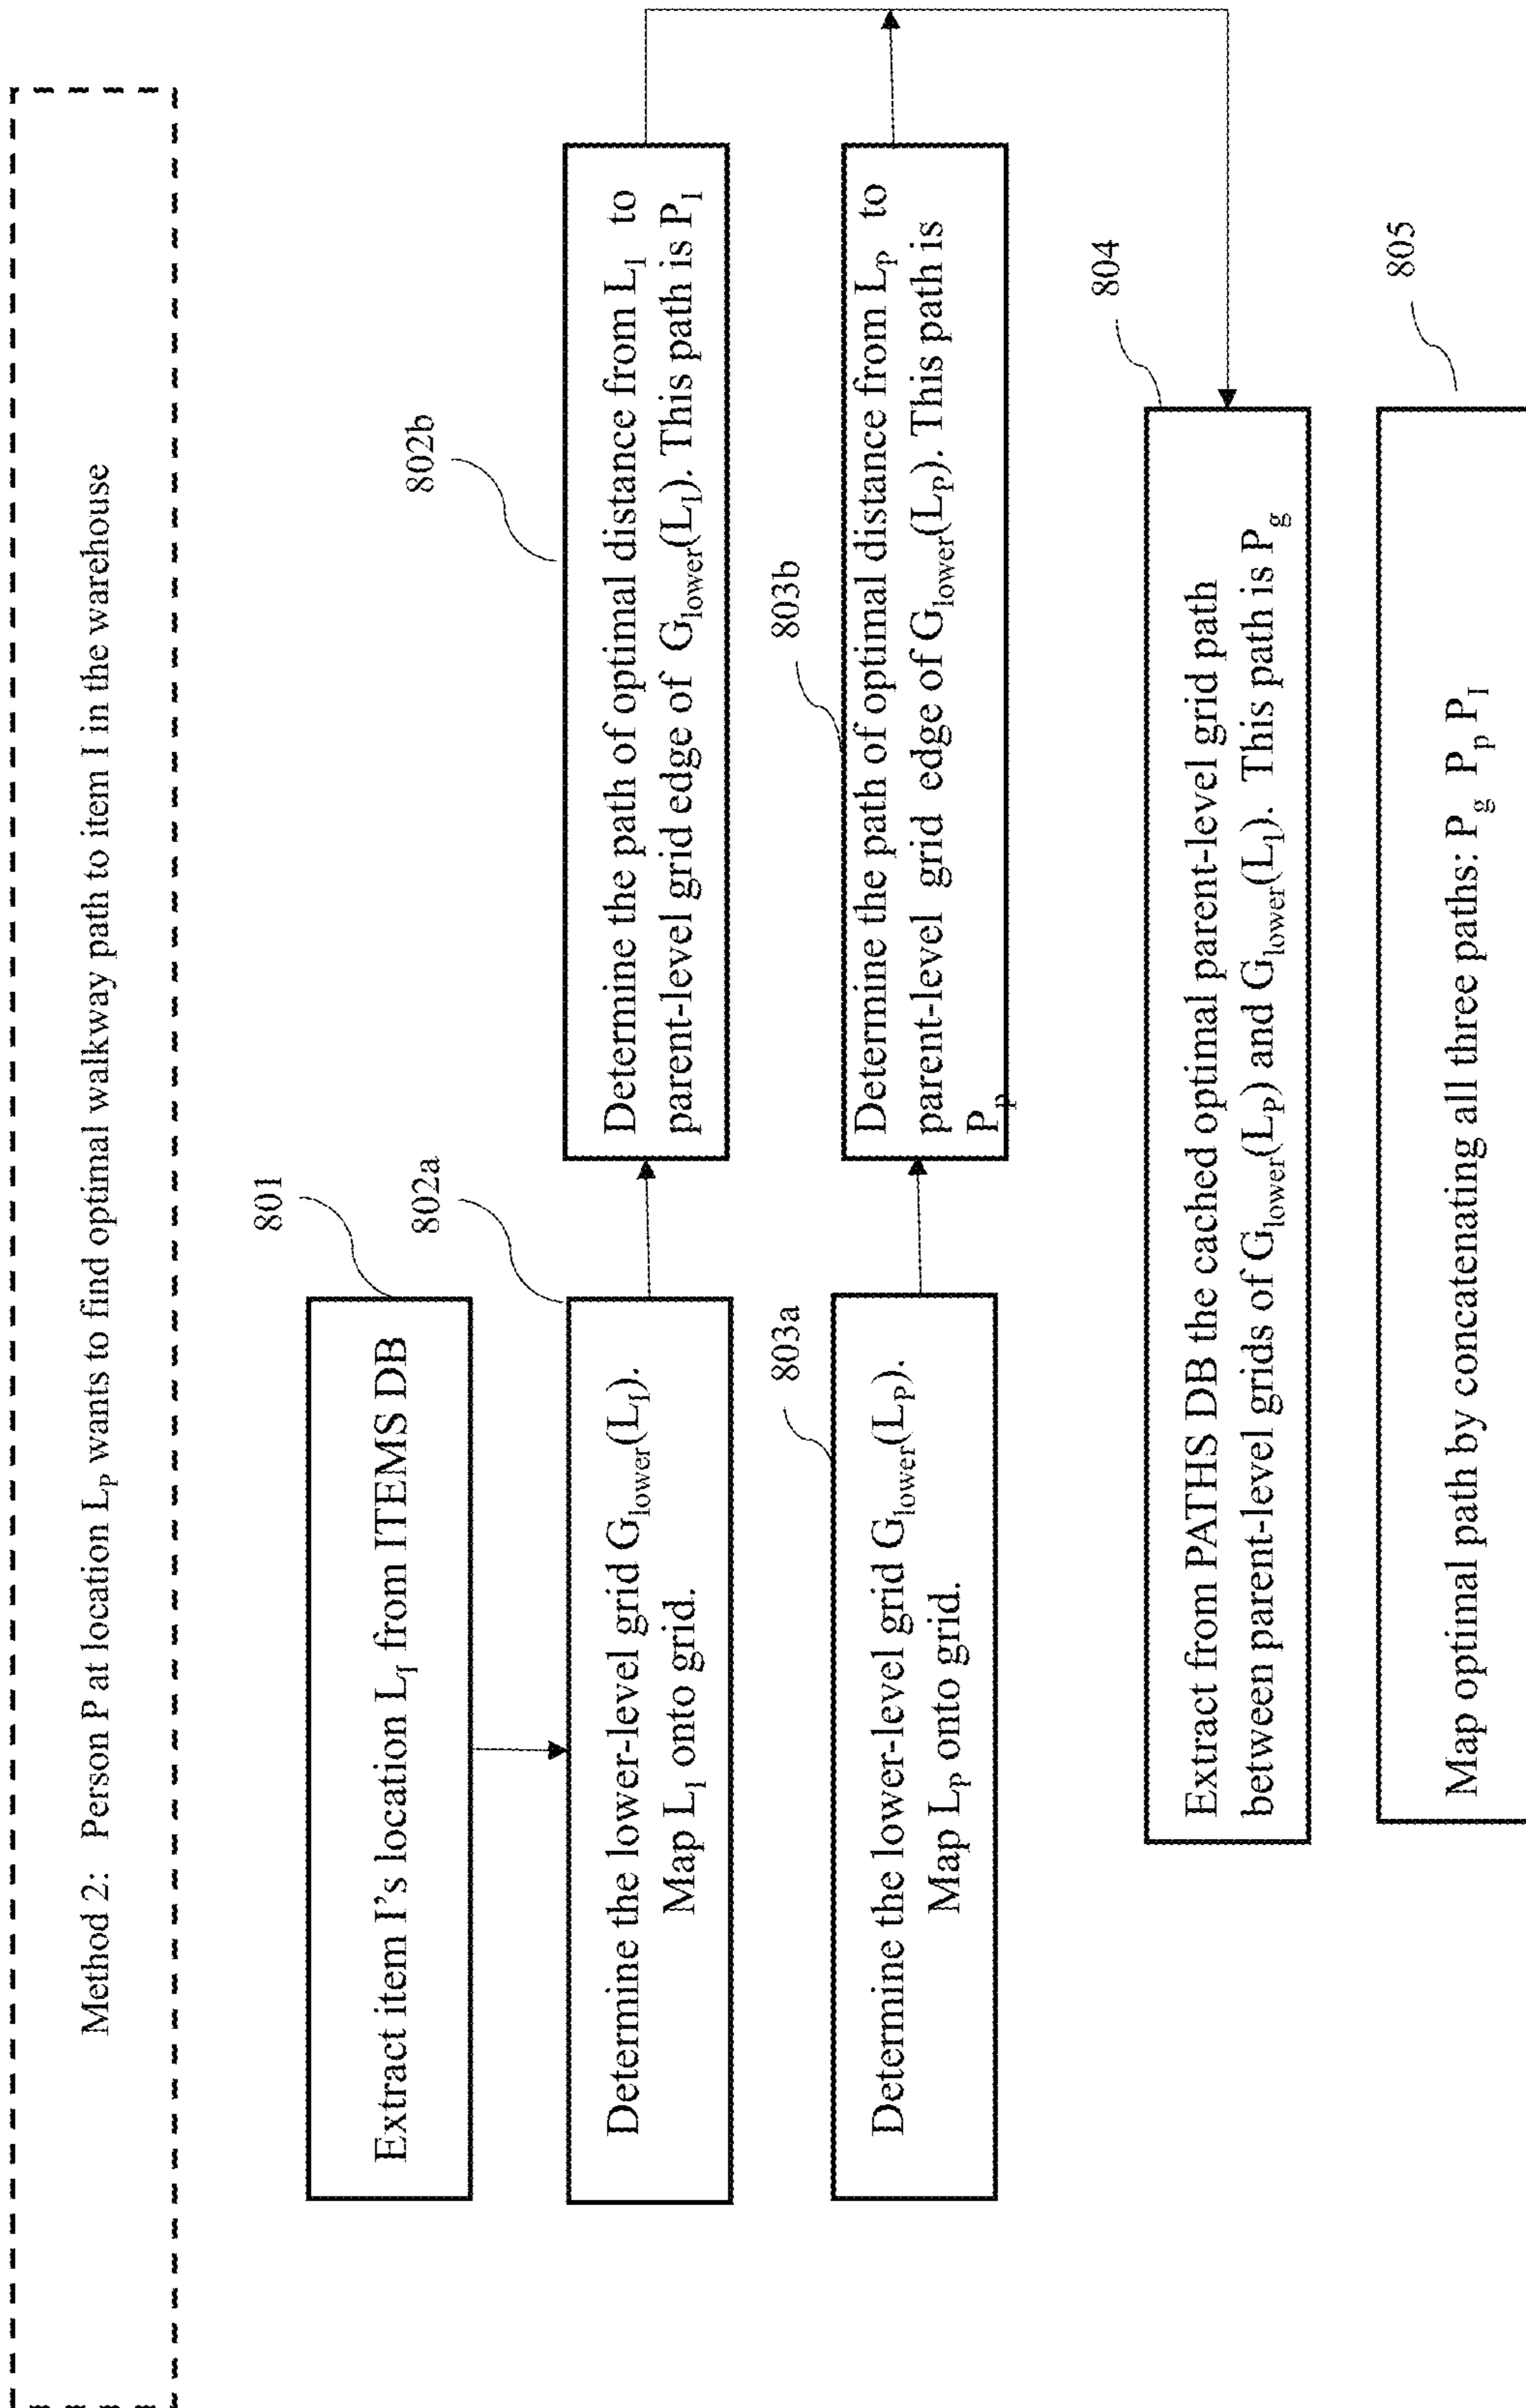 Method 2: Person P at location L_P wants to find optimal walkway path to item I in the warehouse
801
Extract item I's location L_I from ITEMS DB
802a
Determine the lower-level grid G_lower(L_I).
Map L_I onto grid.
802b
Determine the path of optimal distance from L_I to
parent-level grid edge of G_lower(L_I). This path is P_I
803a
Determine the lower-level grid G_lower(L_P).
Map L_P onto grid.
803b
Determine the path of optimal distance from L_P to
parent-level grid edge of G_lower(L_P). This path is
P_p
804
Extract from PATHS DB the cached optimal parent-level grid path
between parent-level grids of G_lower(L_P) and G_lower(L_I). This path is P_g
805
Map optimal path by concatenating all three paths: P_g P_p P_I